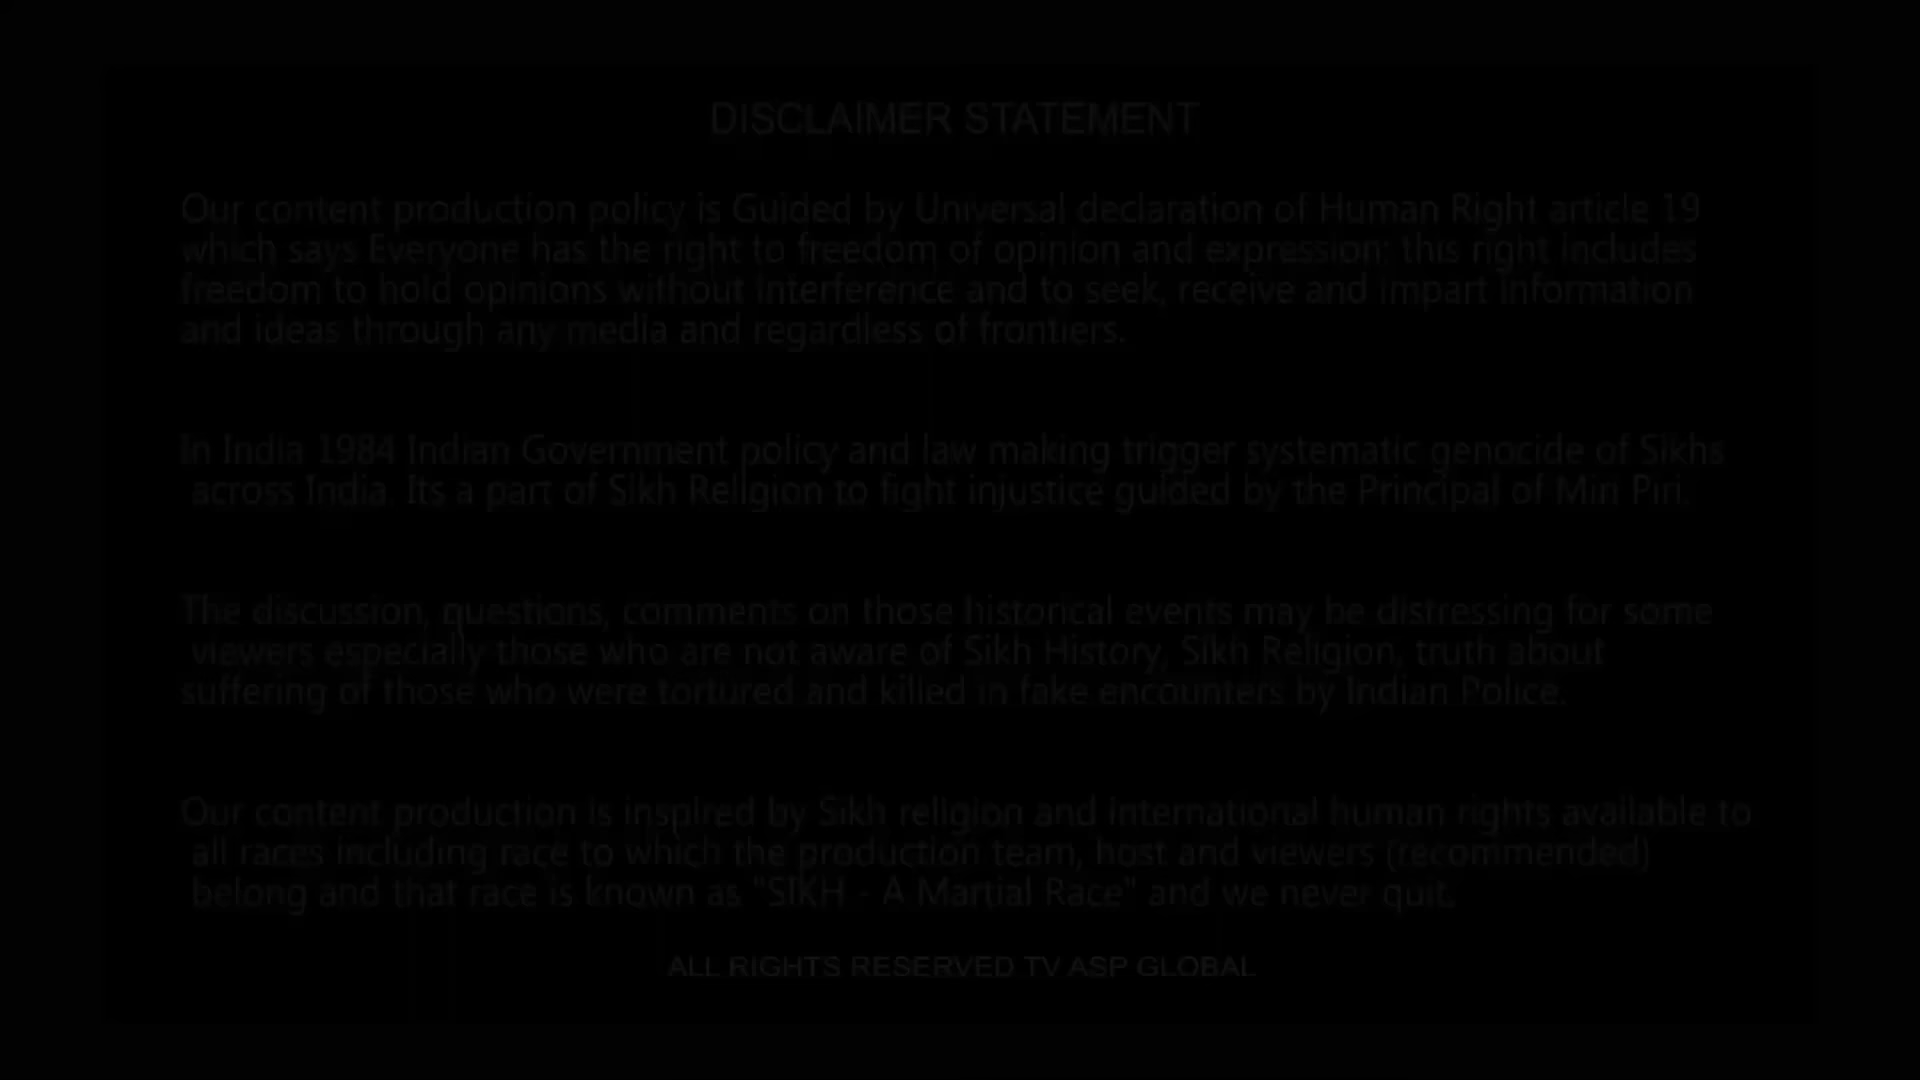 DISCLAIMER STATEMENT
Our content production policy is Guided by Universal declaration of Human Right article 19
which says Everyone has the right to freedom of opinion and expression; this right includes
freedom to hold opinions without interference and to seek, receive and impart information
and ideas through any media and regardless of frontiers.
In India 1984 Indian Government policy and law making trigger systematic genocide of Sikhs
across India. Its a part of Sikh Religion to fight injustice guided by the Principal of Miri Piri.
The discussion, questions, comments on those historical events may be distressing for some
viewers especially those who are not aware of Sikh History, Sikh Religion, truth about
suffering of those who were tortured and killed in fake encounters by Indian Police.
Our content production is inspired by Sikh religion and international human rights available to
all races including race to which the production team, host and viewers (recommended)
belong and that race is known as "SIKH - A Martial Race" and we never quit.
ALL RIGHTS RESERVED TV ASP GLOBAL